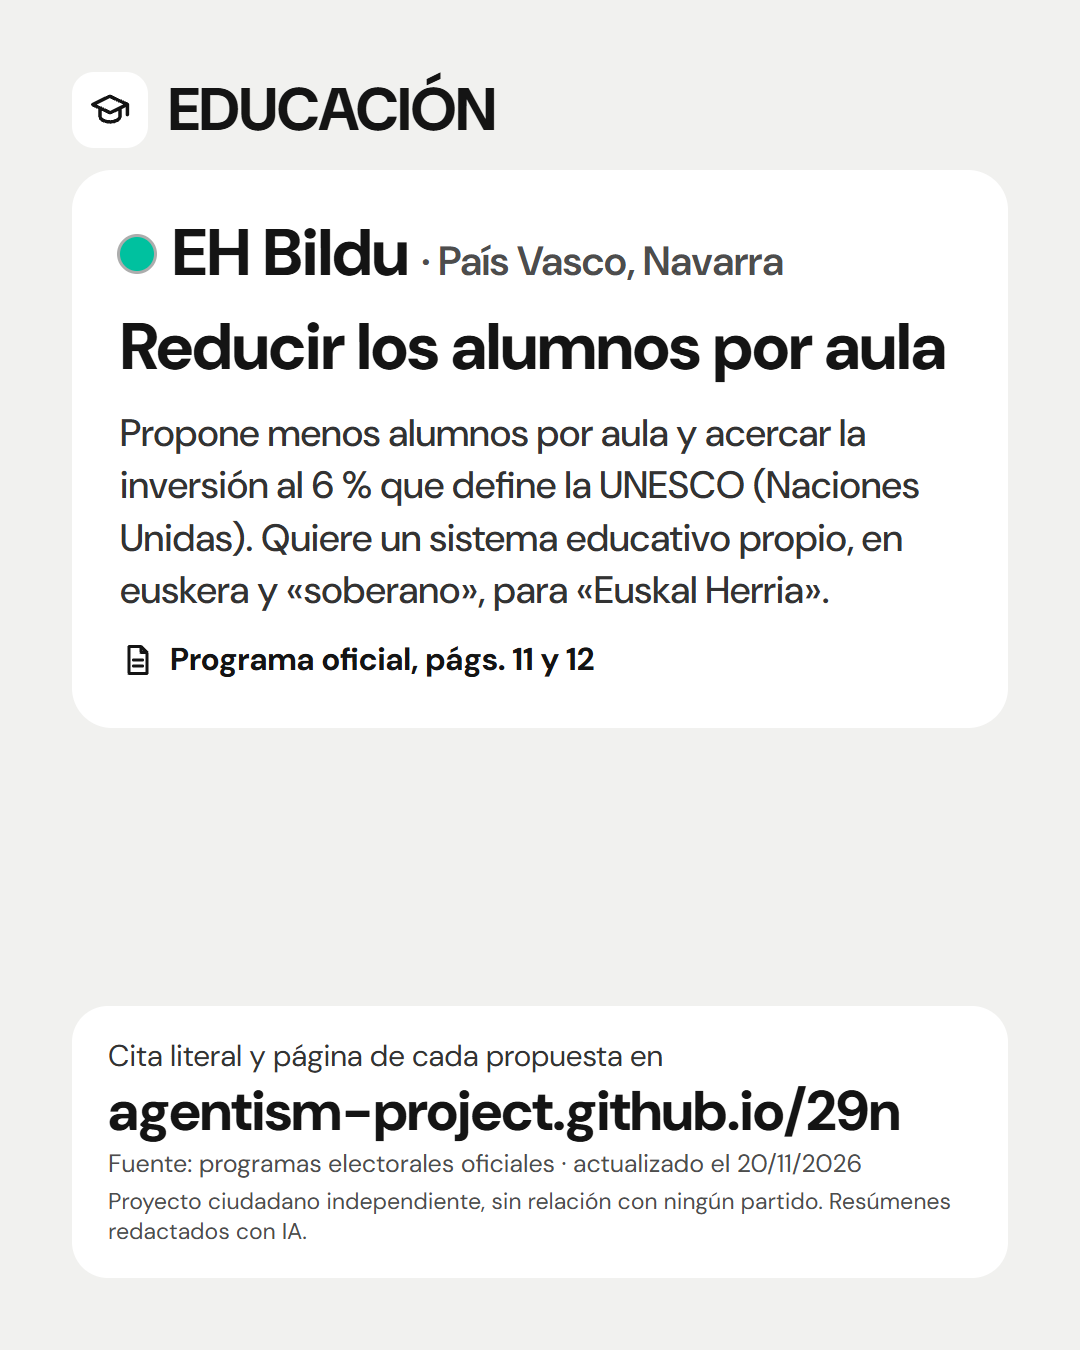 EDUCACIÓN
EH Bildu · País Vasco, Navarra
Reducir los alumnos por aula
Propone menos alumnos por aula y acercar la
inversión al 6 % que define la UNESCO (Naciones
Unidas). Quiere un sistema educativo propio, en
euskera y «soberano», para «Euskal Herria».
Programa oficial, págs. 11 y 12
Cita literal y página de cada propuesta en
agentism-project.github.io/29n
Fuente: programas electorales oficiales · actualizado el 20/11/2026
Proyecto ciudadano independiente, sin relación con ningún partido. Resúmenes
redactados con IA.